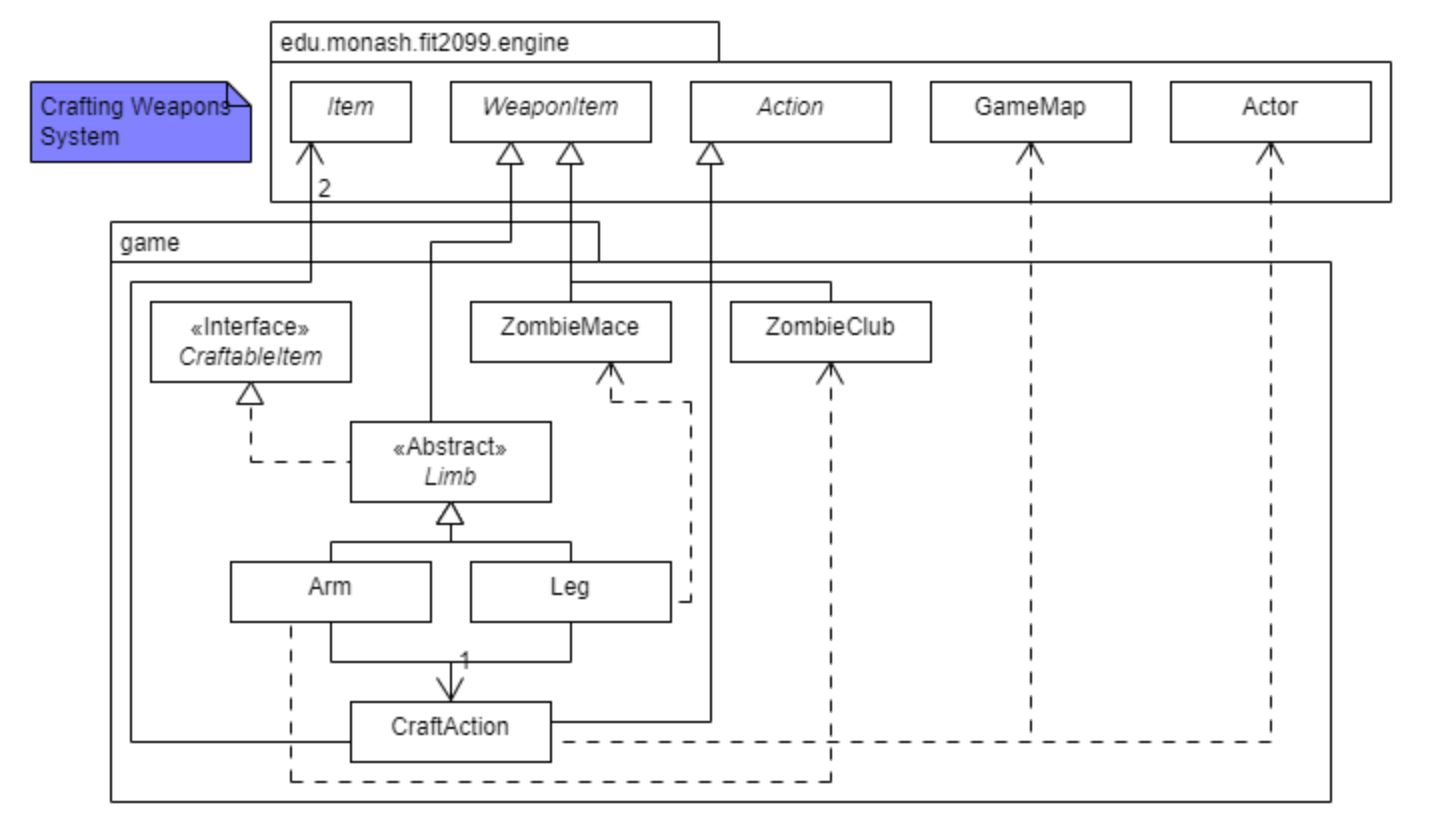 edu.monash.fit2099.engine
Crafting Weapons
System
Item
WeaponItem
Action
GameMap
Actor
2
game
«Interface»
CraftableItem
ZombieMace
ZombieClub
«Abstract»
Limb
Arm
Leg
1
CraftAction